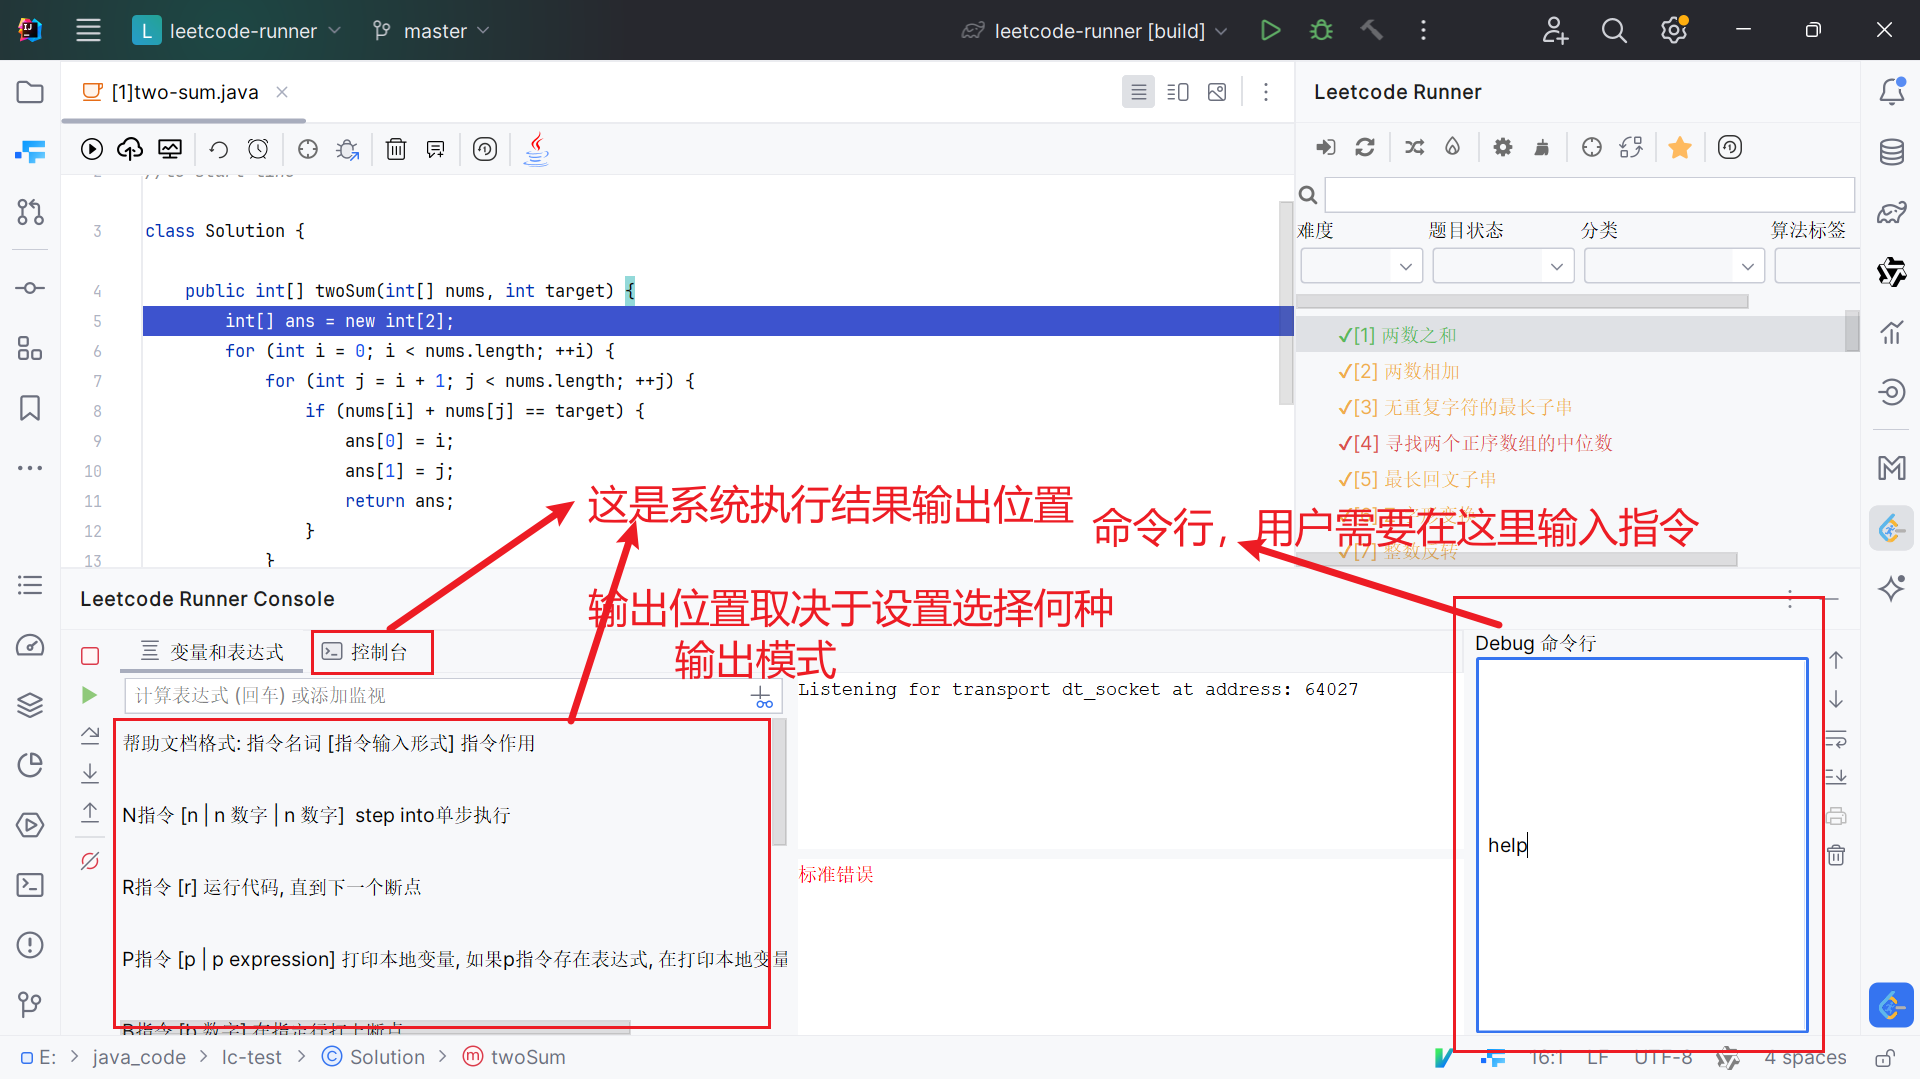 L leetcode-runner
master
leetcode-runner [build]
[1]two-sum.java
Leetcode Runner
3 class Solution {
4 public int[] twoSum(int[] nums, int target) {
5 int[] ans = new int[2];
6 for (int i = 0; i < nums.length; ++i) {
7 for (int j = i + 1; j < nums.length; ++j) {
8 if (nums[i] + nums[j] == target) {
9 ans[0] = i;
10 ans[1] = j;
11 return ans;
12 }
13 }
难度 题目状态 分类 算法标签
✓[1] 两数之和
✓[2] 两数相加
✓[3] 无重复字符的最长子串
✓[4] 寻找两个正序数组的中位数
✓[5] 最长回文子串
✓[7] 整数反转
这是系统执行结果输出位置
命令行，用户需要在这里输入指令
输出位置取决于设置选择何种
输出模式
Leetcode Runner Console
变量和表达式 控制台
计算表达式 (回车) 或添加监视
帮助文档格式: 指令名词 [指令输入形式] 指令作用
N指令 [n | n 数字 | n 数字] step into单步执行
R指令 [r] 运行代码, 直到下一个断点
P指令 [p | p expression] 打印本地变量, 如果p指令存在表达式, 在打印本地变量
B指令 [b 数字] 在指定行打上断点
Listening for transport dt_socket at address: 64027
标准错误
Debug 命令行
help
E: > java_code > lc-test > Solution > twoSum
16:1 LF UTF-8 4 spaces